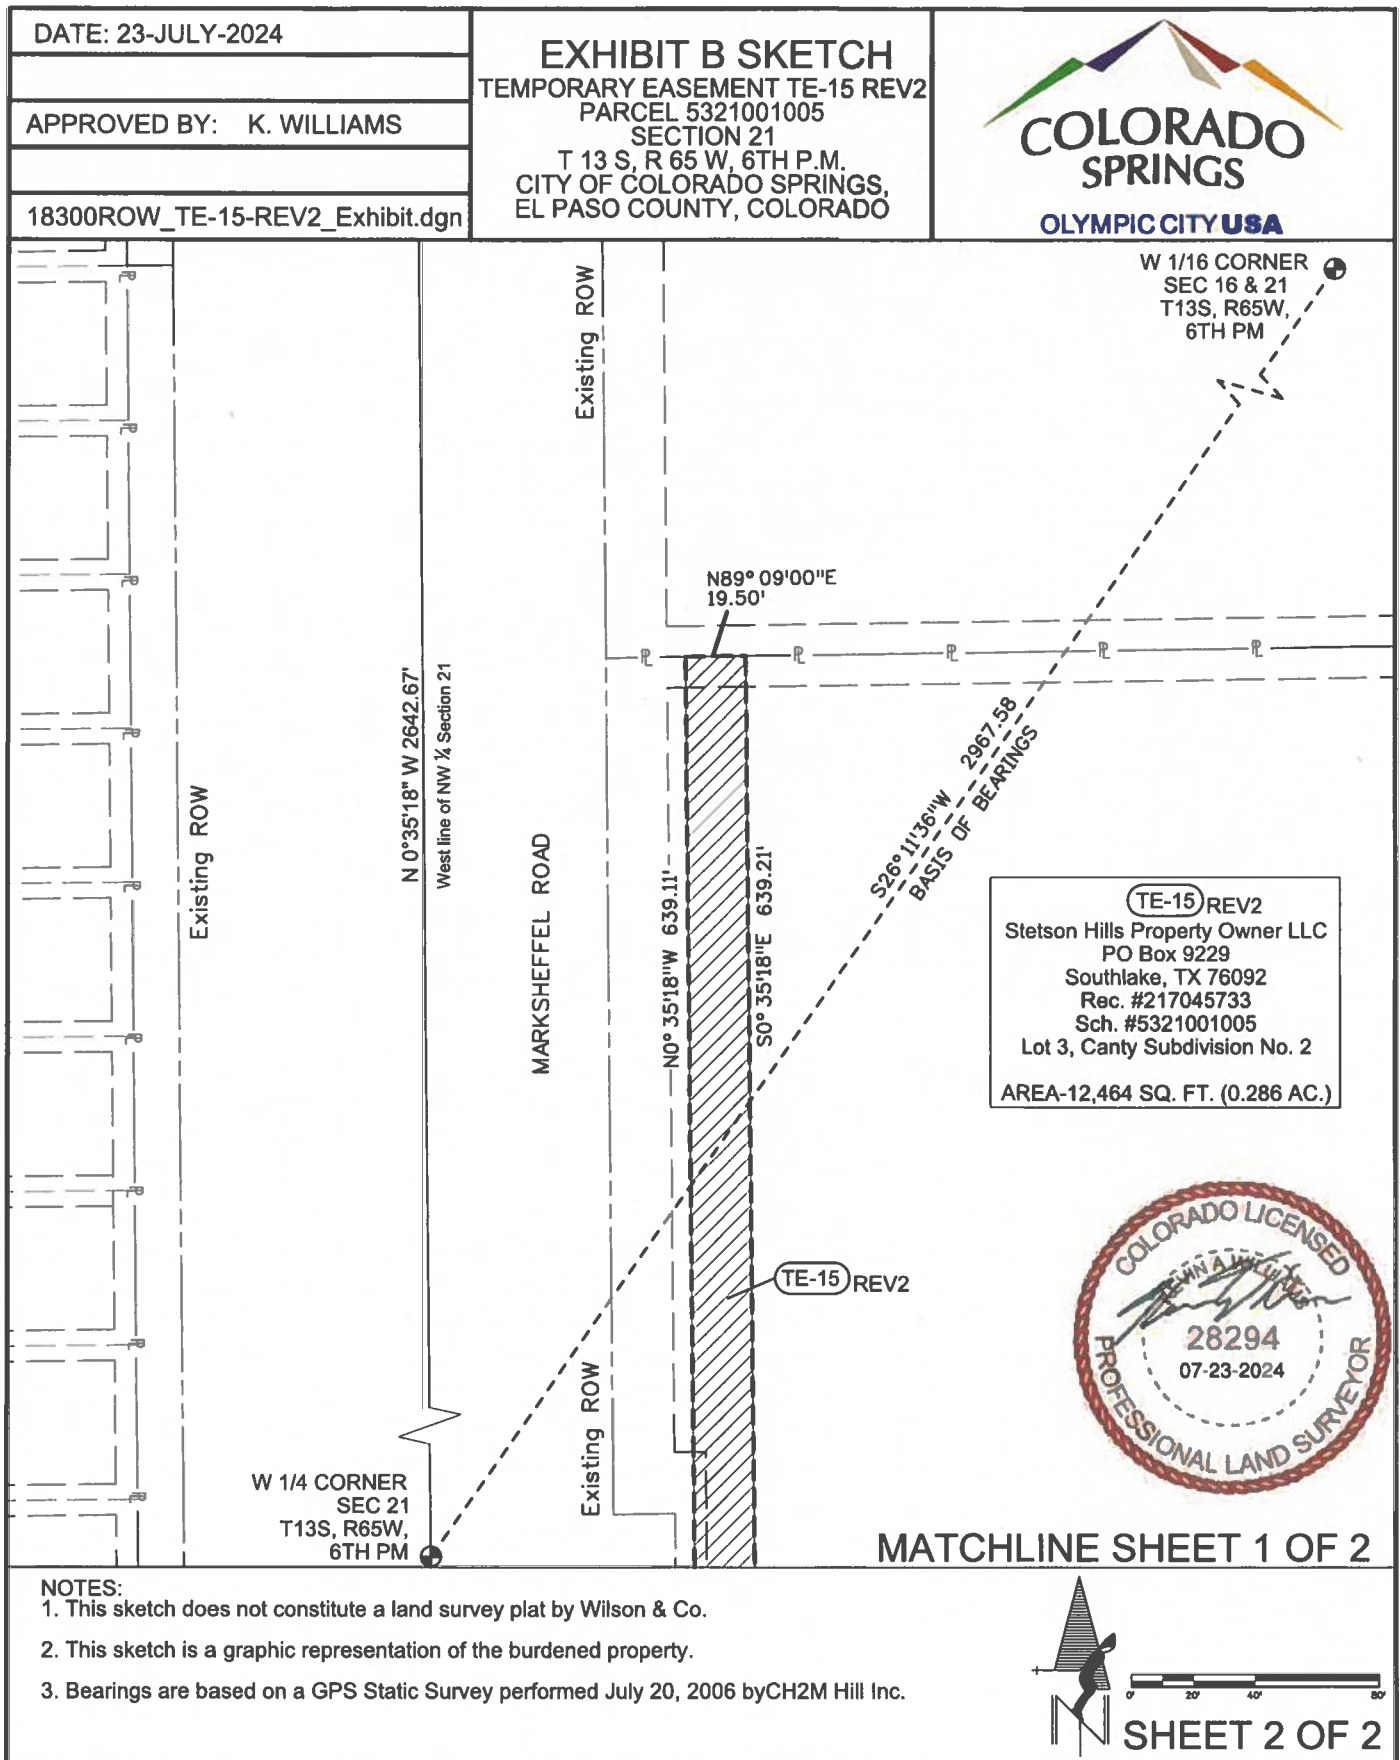 DATE: 23-JULY-2024
APPROVED BY: K. WILLIAMS
18300ROW_TE-15-REV2_Exhibit.dgn
EXHIBIT B SKETCH
TEMPORARY EASEMENT TE-15 REV2
PARCEL 5321001005
SECTION 21
T 13 S, R 65 W, 6TH P.M.
CITY OF COLORADO SPRINGS,
EL PASO COUNTY, COLORADO
COLORADO
SPRINGS
OLYMPIC CITY USA
W 1/16 CORNER
SEC 16 & 21
T13S, R65W,
6TH PM
Existing ROW
N89° 09'00"E
19.50'
N 0°35'18" W 2642.67'
West line of NW ¼ Section 21
Existing ROW
MARKSHEFFEL ROAD
N0° 35'18"W 639.11'
S0° 35'18"E 639.21'
S26° 11'36"W 2967.58
BASIS OF BEARINGS
TE-15 REV2
Stetson Hills Property Owner LLC
PO Box 9229
Southlake, TX 76092
Rec. #217045733
Sch. #5321001005
Lot 3, Canty Subdivision No. 2
AREA-12,464 SQ. FT. (0.286 AC.)
TE-15 REV2
Existing ROW
COLORADO LICENSED
KEVIN A WILLIAMS
28294
07-23-2024
PROFESSIONAL LAND SURVEYOR
W 1/4 CORNER
SEC 21
T13S, R65W,
6TH PM
MATCHLINE SHEET 1 OF 2
NOTES:
1. This sketch does not constitute a land survey plat by Wilson & Co.
2. This sketch is a graphic representation of the burdened property.
3. Bearings are based on a GPS Static Survey performed July 20, 2006 byCH2M Hill Inc.
N
0' 20' 40' 80'
SHEET 2 OF 2